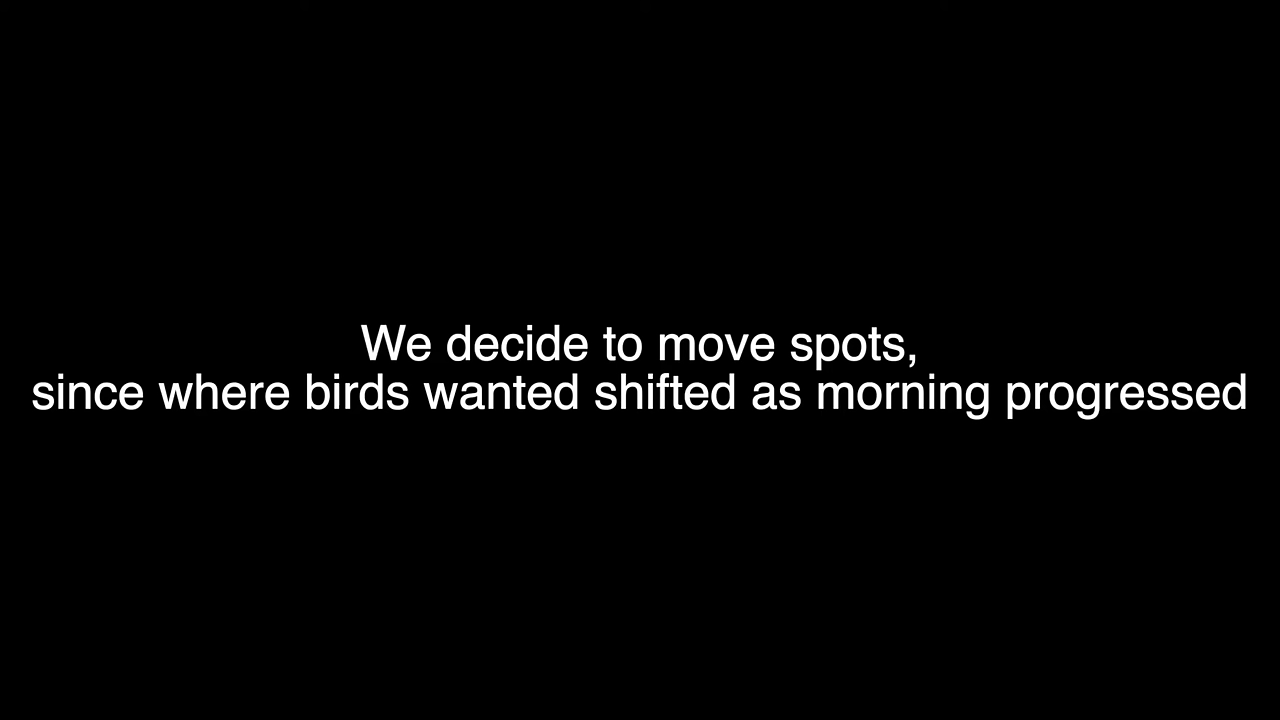 We decide to move spots,
since where birds wanted shifted as morning progressed